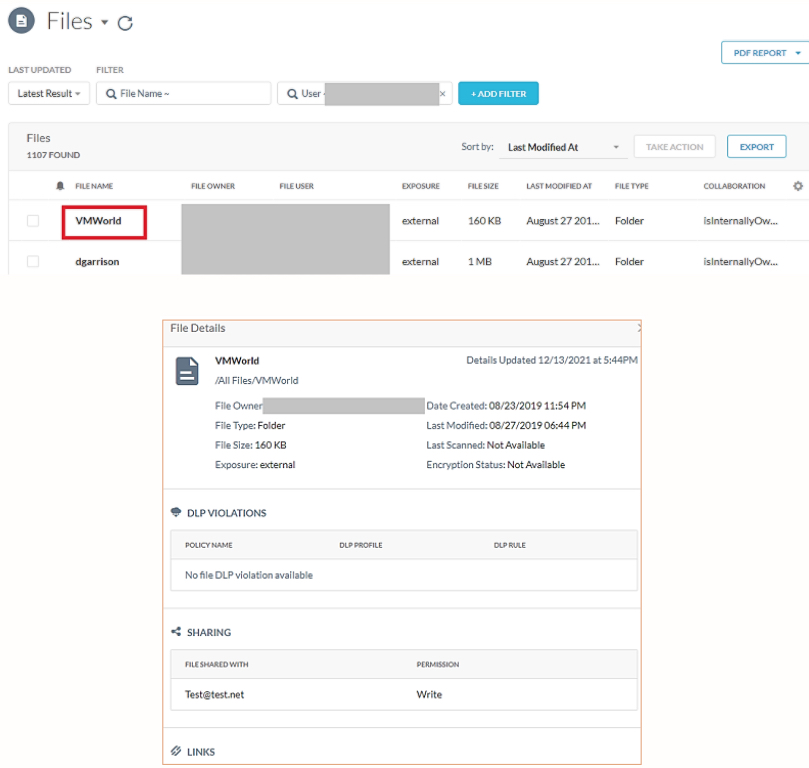 Files
LAST UPDATED FILTER PDF REPORT
Latest Result File Name ~ User × + ADD FILTER
Files
1107 FOUND Sort by: Last Modified At TAKE ACTION EXPORT
FILE NAME FILE OWNER FILE USER EXPOSURE FILE SIZE LAST MODIFIED AT FILE TYPE COLLABORATION
VMWorld external 160 KB August 27 201... Folder isInternallyOw...
dgarrison external 1 MB August 27 201... Folder isInternallyOw...
File Details
VMWorld Details Updated 12/13/2021 at 5:44PM
/All Files/VMWorld
File Owner Date Created: 08/23/2019 11:54 PM
File Type: Folder Last Modified: 08/27/2019 06:44 PM
File Size: 160 KB Last Scanned: Not Available
Exposure: external Encryption Status: Not Available
DLP VIOLATIONS
POLICY NAME DLP PROFILE DLP RULE
No file DLP violation available
SHARING
FILE SHARED WITH PERMISSION
Test@test.net Write
LINKS